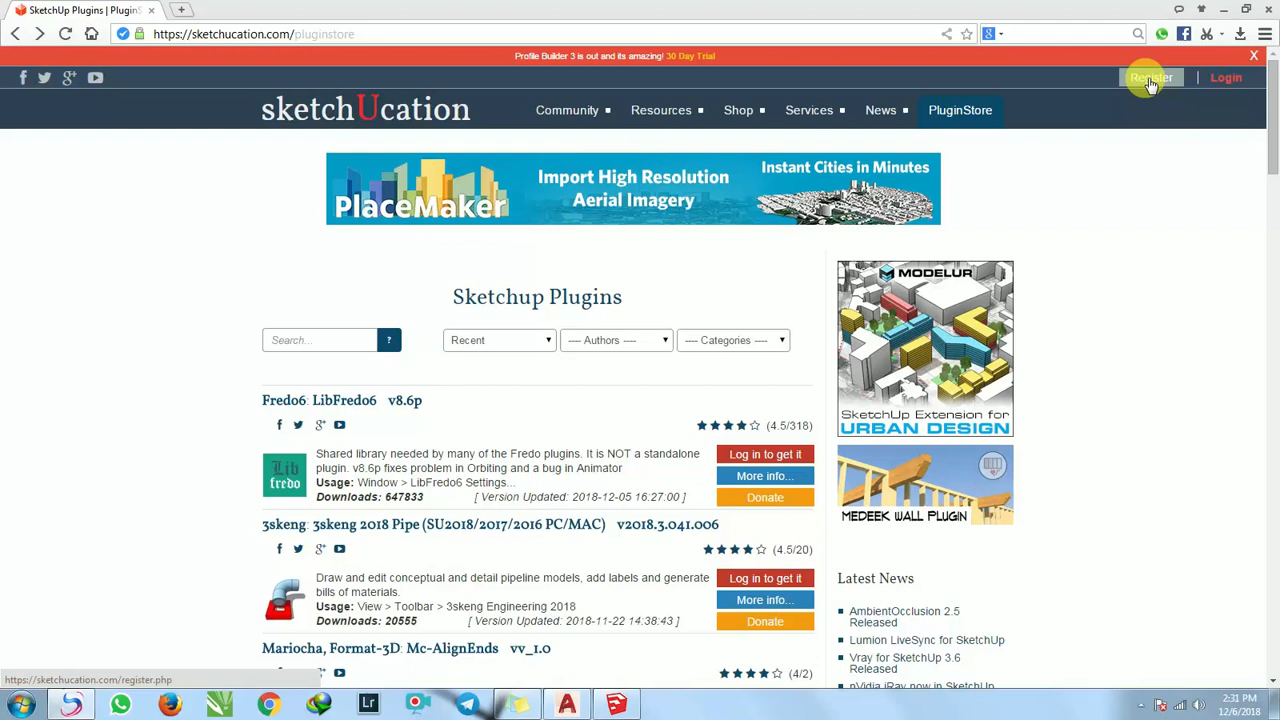 SketchUp Plugins | PluginS
https://sketchucation.com/pluginstore
Profile Builder 3 is out and its amazing! 30 Day Trial
X
Register | Login
sketchUcation
Community
Resources
Shop
Services
News
PluginStore
PlaceMaker
Import High Resolution
Aerial Imagery
Instant Cities in Minutes
Sketchup Plugins
Search...
?
Recent
---- Authors ----
---- Categories ----
Fredo6: LibFredo6 v8.6p
(4.5/318)
Lib
fredo
Shared library needed by many of the Fredo plugins. It is NOT a standalone
plugin. v8.6p fixes problem in Orbiting and a bug in Animator
Usage: Window > LibFredo6 Settings...
Downloads: 647833 [ Version Updated: 2018-12-05 16:27:00 ]
Log in to get it
More info...
Donate
3skeng: 3skeng 2018 Pipe (SU2018/2017/2016 PC/MAC) v2018.3.041.006
(4.5/20)
Draw and edit conceptual and detail pipeline models, add labels and generate
bills of materials.
Usage: View > Toolbar > 3skeng Engineering 2018
Downloads: 20555 [ Version Updated: 2018-11-22 14:38:43 ]
Log in to get it
More info...
Donate
Mariocha, Format-3D: Mc-AlignEnds vv_1.0
(4/2)
MODELUR
SketchUp Extension for
URBAN DESIGN
MEDEEK WALL PLUGIN
Latest News
AmbientOcclusion 2.5
Released
Lumion LiveSync for SketchUp
Vray for SketchUp 3.6
Released
nVidia iRay now in SketchUp
https://sketchucation.com/register.php
Lr
2:31 PM
12/6/2018